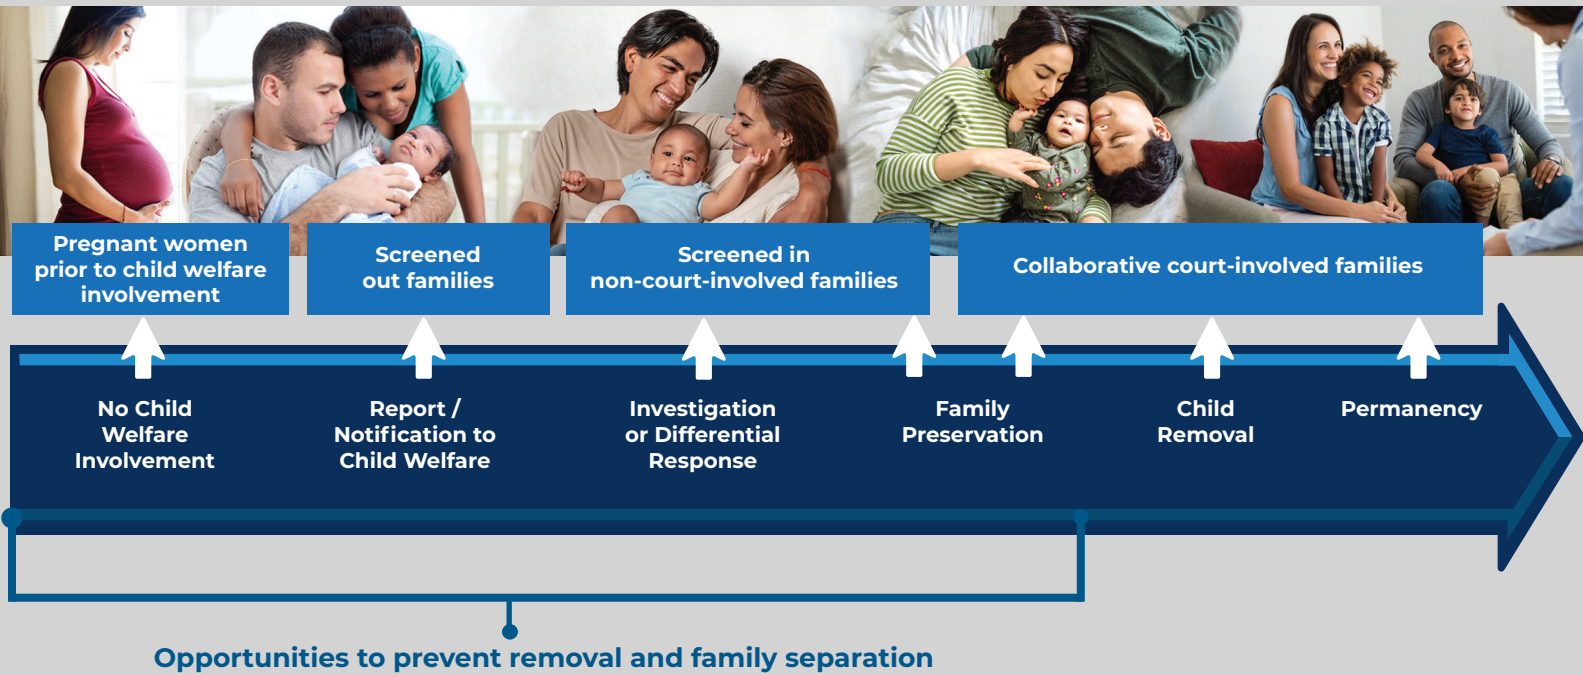 Pregnant women
prior to child welfare
involvement
Screened
out families
Screened in
non-court-involved families
Collaborative court-involved families
No Child
Welfare
Involvement
Report /
Notification to
Child Welfare
Investigation
or Differential
Response
Family
Preservation
Child
Removal
Permanency
Opportunities to prevent removal and family separation